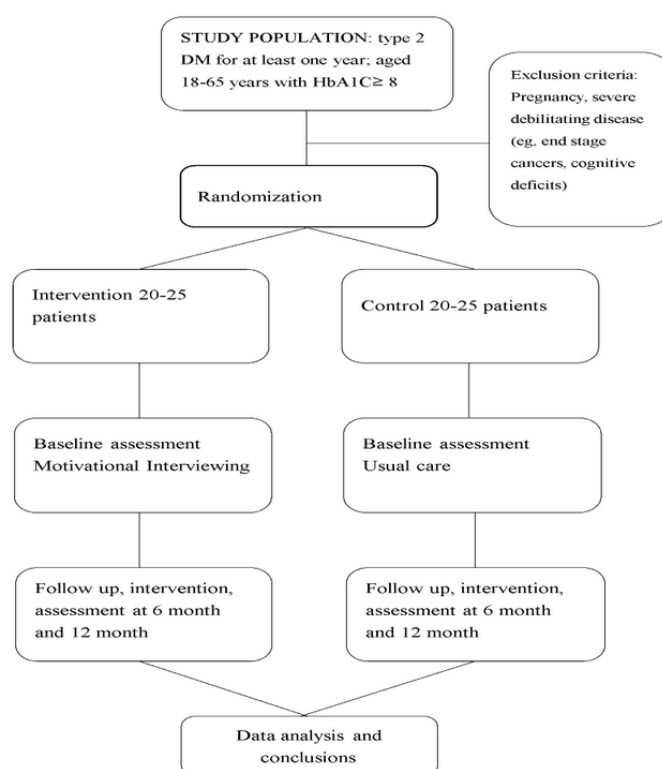 STUDY POPULATION: type 2
DM for at least one year; aged
18-65 years with HbA1C≥ 8
Exclusion criteria:
Pregnancy, severe
debilitating disease
(eg, end stage
cancers, cognitive
deficits)
Randomization
Intervention 20-25
patients
Control 20-25 patients
Baseline assessment
Motivational Interviewing
Baseline assessment
Usual care
Follow up, intervention,
assessment at 6 month
and 12 month
Follow up, intervention,
assessment at 6 month
and 12 month
Data analysis and
conclusions